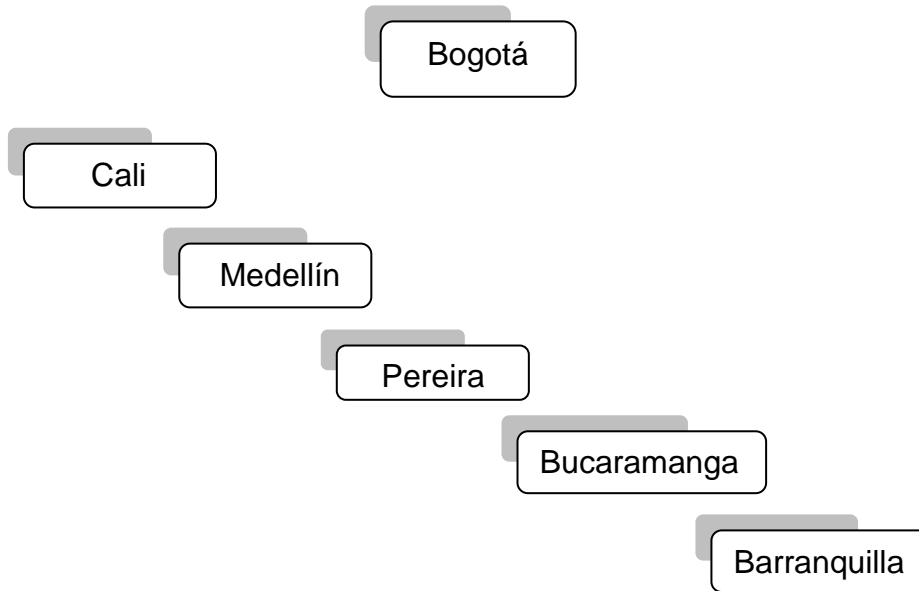 Bogotá
Cali
Medellín
Pereira
Bucaramanga
Barranquilla